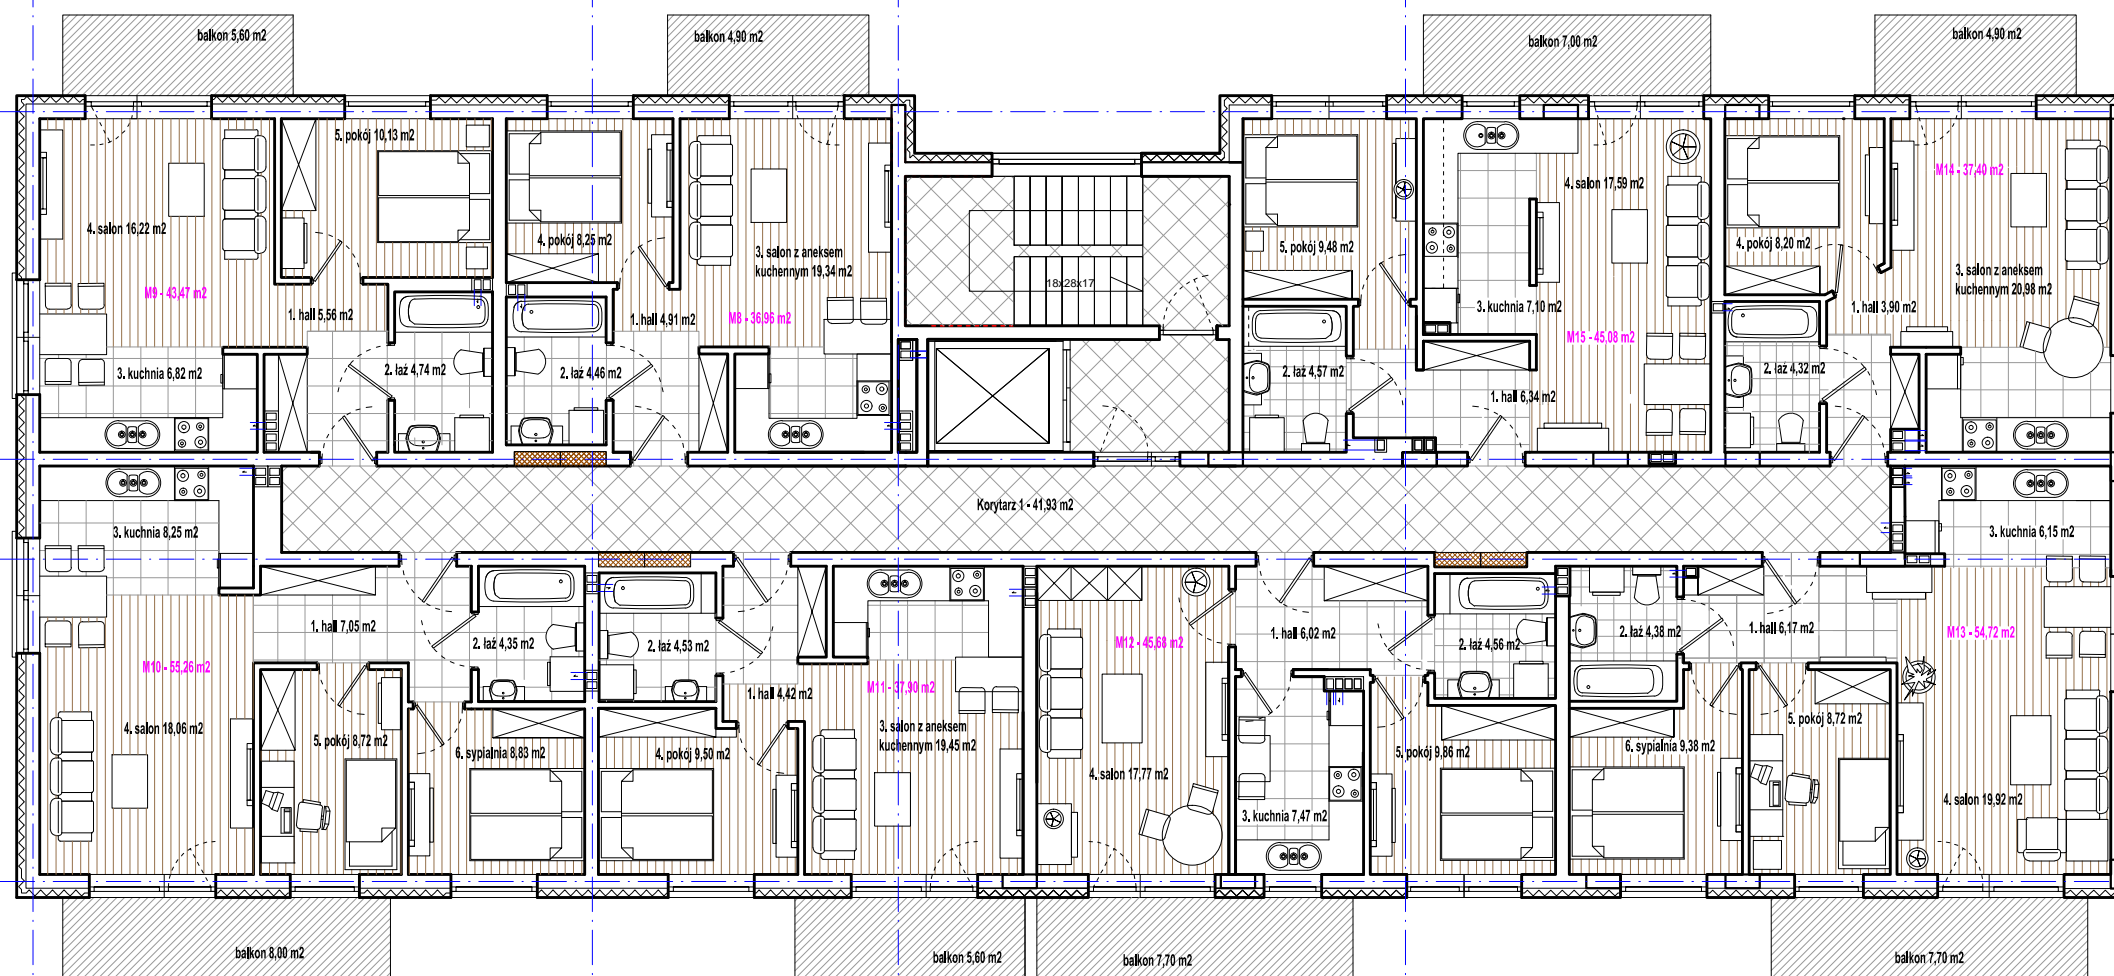 balkon 5,60 m2
balkon 4,90 m2
balkon 7,00 m2
balkon 4,90 m2
5. pokój 10,13 m2
4. salon 16,22 m2
M9 - 43,47 m2
1. hall 5,56 m2
3. kuchnia 6,82 m2
2. łaź 4,74 m2
4. pokój 8,25 m2
3. salon z aneksem
kuchennym 19,34 m2
M8 - 36,96 m2
1. hall 4,91 m2
2. łaź 4,46 m2
18x28x17
5. pokój 9,48 m2
4. salon 17,59 m2
3. kuchnia 7,10 m2
M15 - 45,08 m2
2. łaź 4,57 m2
1. hall 6,34 m2
M14 - 37,40 m2
4. pokój 8,20 m2
3. salon z aneksem
kuchennym 20,98 m2
1. hall 3,90 m2
2. łaź 4,32 m2
Korytarz 1 - 41,93 m2
3. kuchnia 8,25 m2
1. hall 7,05 m2
2. łaź 4,35 m2
M10 - 55,26 m2
4. salon 18,06 m2
5. pokój 8,72 m2
6. sypialnia 8,83 m2
2. łaź 4,53 m2
1. hall 4,42 m2
M11 - 37,90 m2
3. salon z aneksem
kuchennym 19,45 m2
4. pokój 9,50 m2
M12 - 45,68 m2
1. hall 6,02 m2
2. łaź 4,56 m2
4. salon 17,77 m2
3. kuchnia 7,47 m2
5. pokój 9,86 m2
3. kuchnia 6,15 m2
2. łaź 4,38 m2
1. hall 6,17 m2
M13 - 54,72 m2
5. pokój 8,72 m2
6. sypialnia 9,38 m2
4. salon 19,92 m2
balkon 8,00 m2
balkon 5,60 m2
balkon 7,70 m2
balkon 7,70 m2